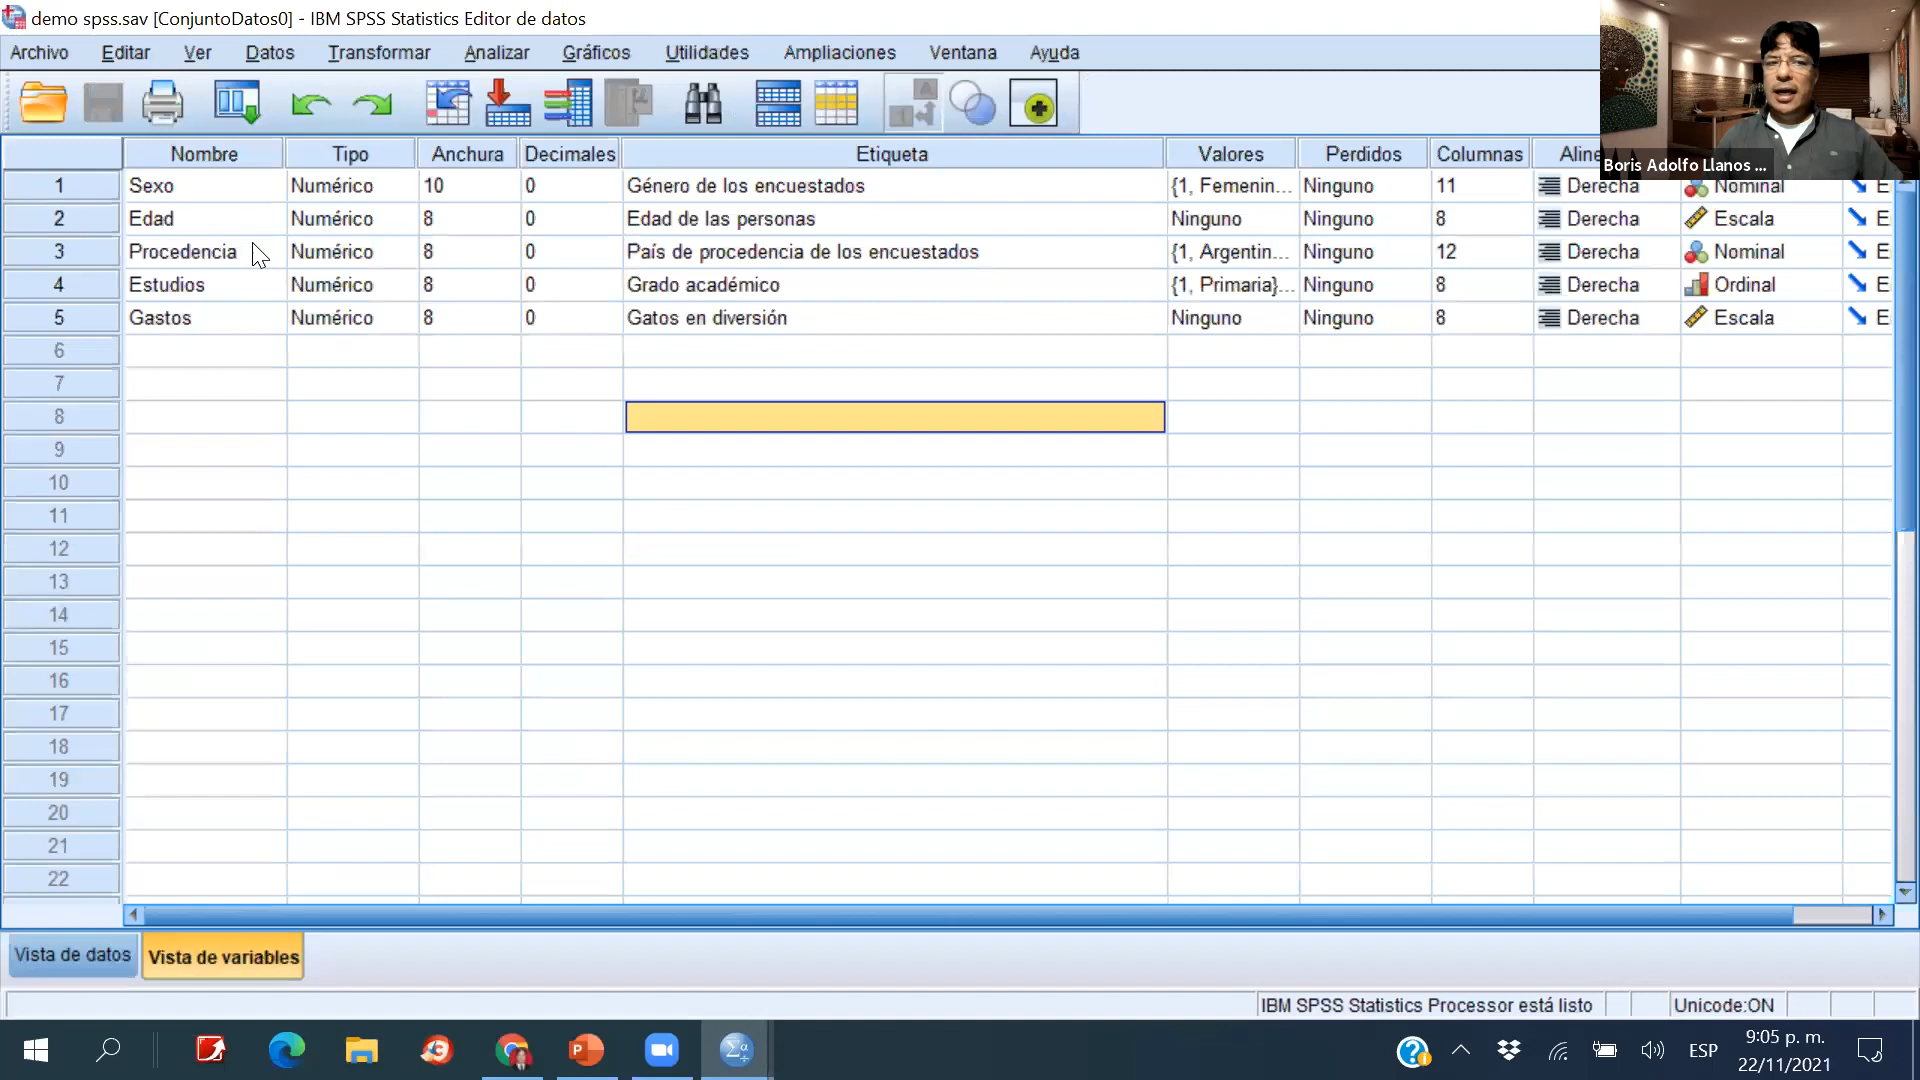 demo spss.sav [ConjuntoDatos0] - IBM SPSS Statistics Editor de datos
Archivo Editar Ver Datos Transformar Analizar Gráficos Utilidades Ampliaciones Ventana Ayuda
Boris Adolfo Llanos ...
Nombre Tipo Anchura Decimales Etiqueta Valores Perdidos Columnas Aline
1 Sexo Numérico 10 0 Género de los encuestados {1, Femenin... Ninguno 11 Derecha Nominal E
2 Edad Numérico 8 0 Edad de las personas Ninguno Ninguno 8 Derecha Escala E
3 Procedencia Numérico 8 0 País de procedencia de los encuestados {1, Argentin... Ninguno 12 Derecha Nominal E
4 Estudios Numérico 8 0 Grado académico {1, Primaria}... Ninguno 8 Derecha Ordinal E
5 Gastos Numérico 8 0 Gatos en diversión Ninguno Ninguno 8 Derecha Escala E
6
7
8
9
10
11
12
13
14
15
16
17
18
19
20
21
22
Vista de datos Vista de variables
IBM SPSS Statistics Processor está listo Unicode:ON
ESP 9:05 p. m.
22/11/2021